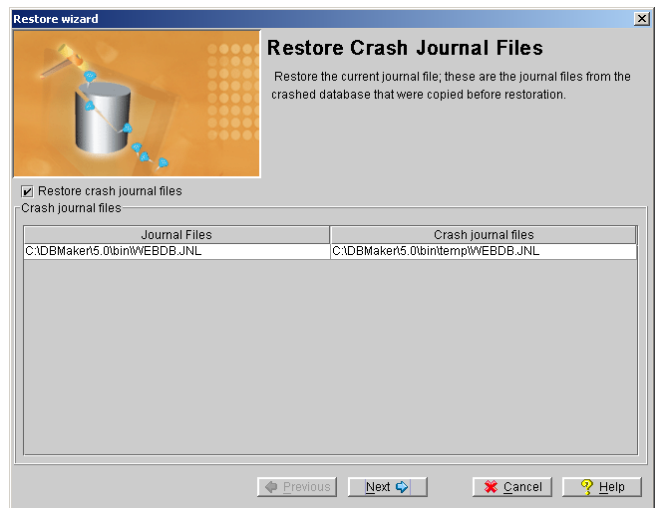 Restore wizard
Restore Crash Journal Files
Restore the current journal file; these are the journal files from the
crashed database that were copied before restoration.
Restore crash journal files
Crash journal files
Journal Files Crash journal files
C:\DBMaker\5.0\bin\WEBDB.JNL C:\DBMaker\5.0\bin\temp\WEBDB.JNL
Previous Next Cancel Help